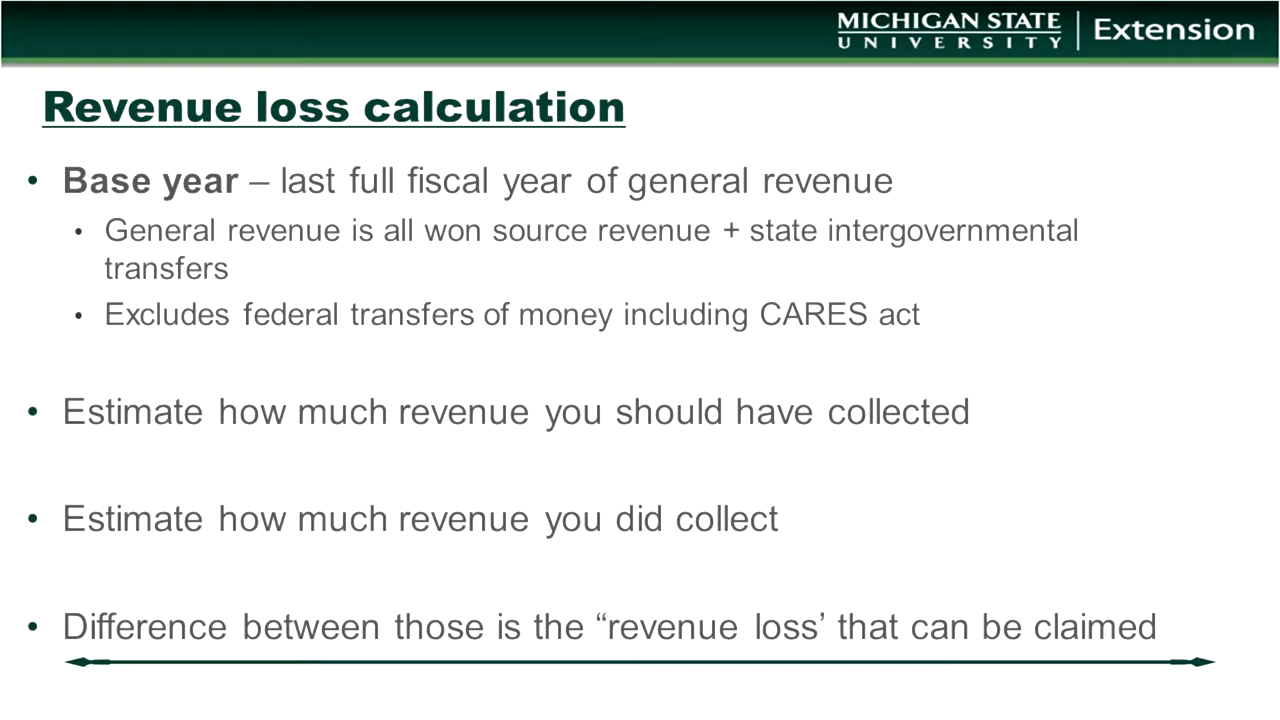 MICHIGAN STATE
UNIVERSITY
Extension
Revenue loss calculation
• Base year – last full fiscal year of general revenue
• General revenue is all won source revenue + state intergovernmental
transfers
• Excludes federal transfers of money including CARES act
• Estimate how much revenue you should have collected
• Estimate how much revenue you did collect
• Difference between those is the “revenue loss’ that can be claimed